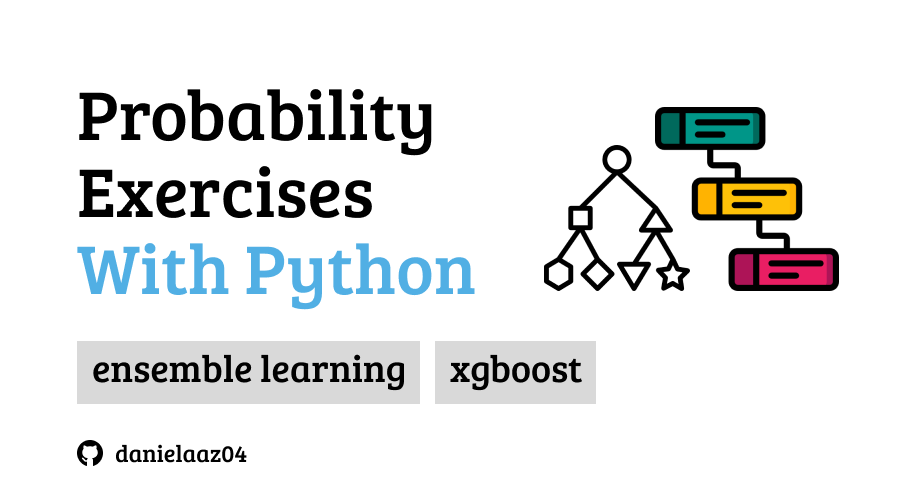 Probability
Exercises
With Python
ensemble learning
xgboost
danielaaz04